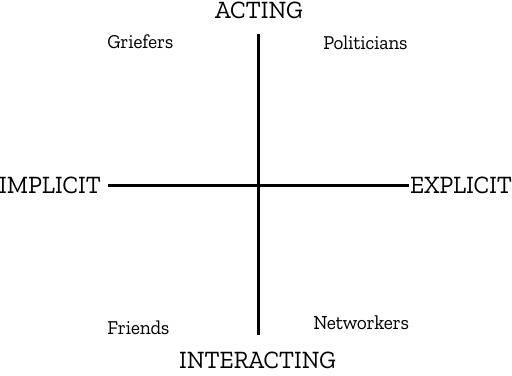 ACTING
Griefers
Politicians
IMPLICIT
EXPLICIT
Friends
Networkers
INTERACTING